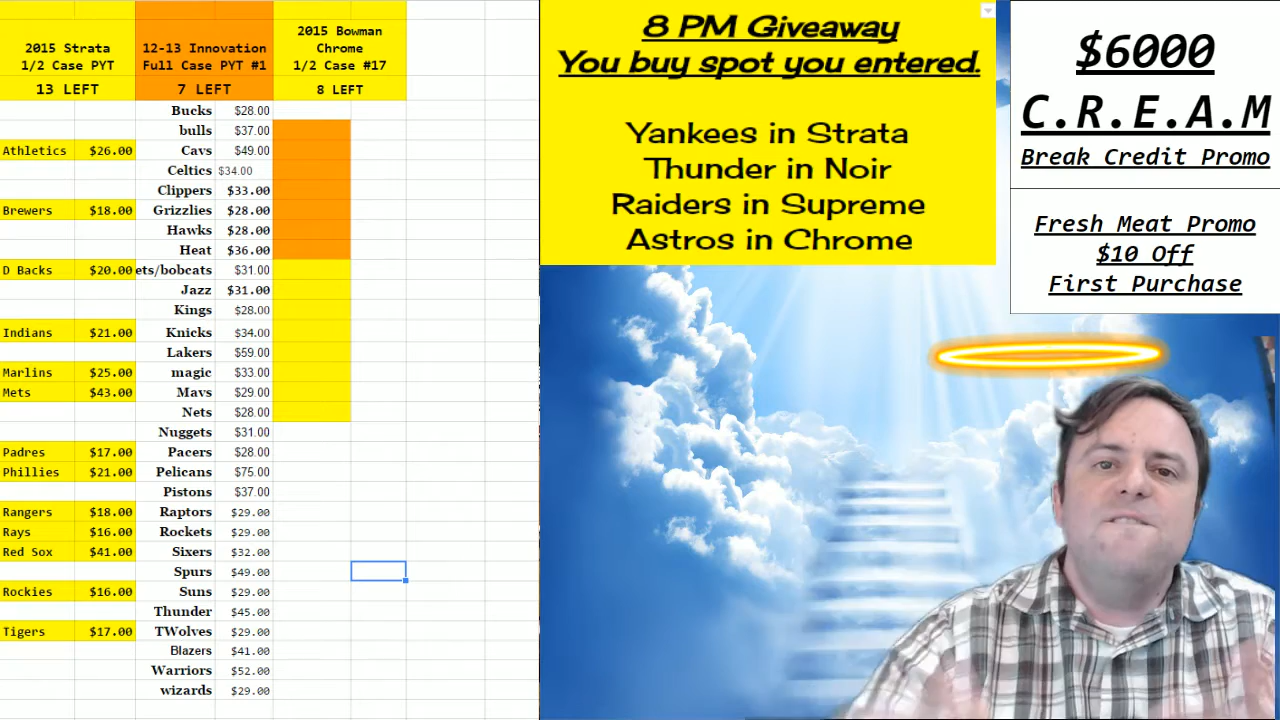 2015 Strata
1/2 Case PYT
13 LEFT
12-13 Innovation
Full Case PYT #1
7 LEFT
2015 Bowman
Chrome
1/2 Case #17
8 LEFT
Bucks $28.00
bulls $37.00
Athletics $26.00 Cavs $49.00
Celtics $34.00
Clippers $33.00
Brewers $18.00 Grizzlies $28.00
Hawks $28.00
Heat $36.00
D Backs $20.00 ets/bobcats $31.00
Jazz $31.00
Kings $28.00
Indians $21.00 Knicks $34.00
Lakers $59.00
Marlins $25.00 magic $33.00
Mets $43.00 Mavs $29.00
Nets $28.00
Nuggets $31.00
Padres $17.00 Pacers $28.00
Phillies $21.00 Pelicans $75.00
Pistons $37.00
Rangers $18.00 Raptors $29.00
Rays $16.00 Rockets $29.00
Red Sox $41.00 Sixers $32.00
Spurs $49.00
Rockies $16.00 Suns $29.00
Thunder $45.00
Tigers $17.00 TWolves $29.00
Blazers $41.00
Warriors $52.00
wizards $29.00
8 PM Giveaway
You buy spot you entered.
Yankees in Strata
Thunder in Noir
Raiders in Supreme
Astros in Chrome
$6000
C.R.E.A.M
Break Credit Promo
Fresh Meat Promo
$10 Off
First Purchase